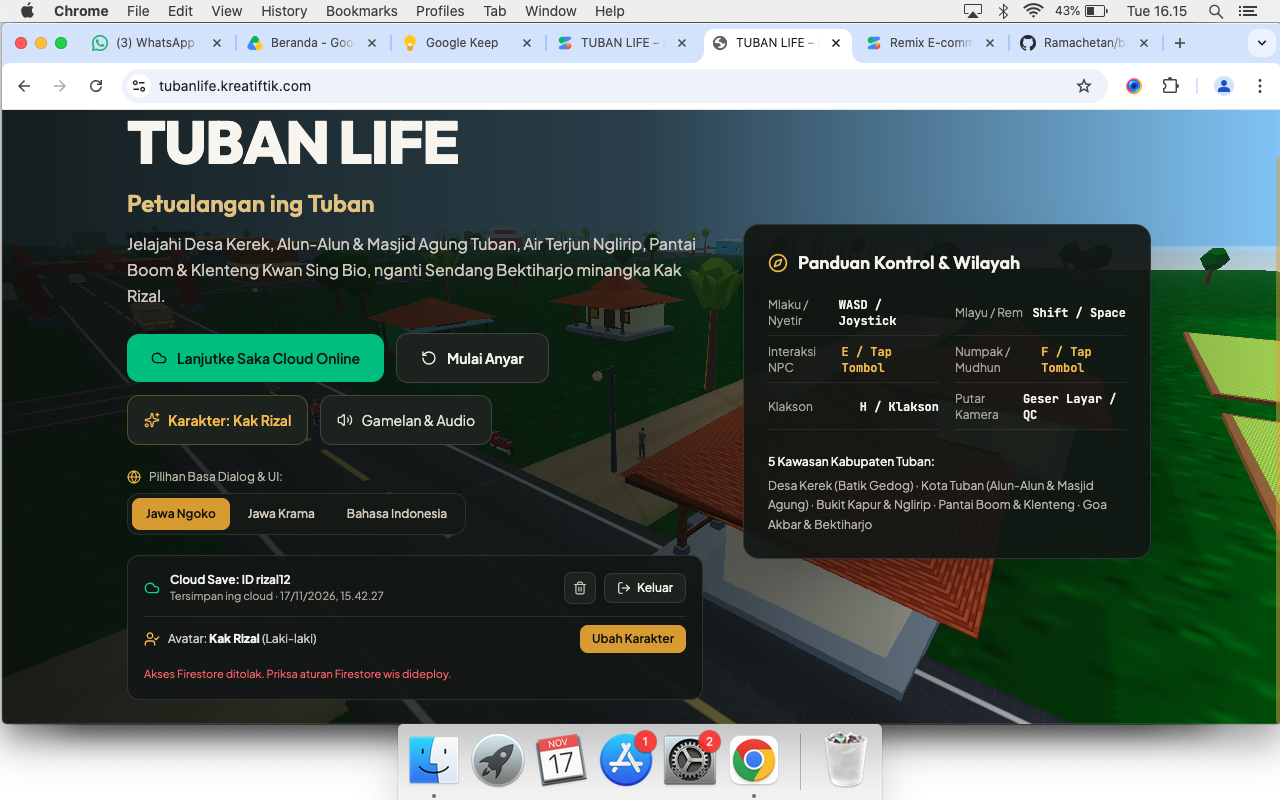 Chrome File Edit View History Bookmarks Profiles Tab Window Help 43% Tue 16.15
(3) WhatsApp
Beranda - Goo
Google Keep
TUBAN LIFE –
TUBAN LIFE –
Remix E-comm
Ramachetan/b
tubanlife.kreatiftik.com
TUBAN LIFE
Petualangan ing Tuban
Jelajahi Desa Kerek, Alun-Alun & Masjid Agung Tuban, Air Terjun Nglirip, Pantai
Boom & Klenteng Kwan Sing Bio, nganti Sendang Bektiharjo minangka Kak
Rizal.
Lanjutke Saka Cloud Online
Mulai Anyar
Karakter: Kak Rizal
Gamelan & Audio
Pilihan Basa Dialog & UI:
Jawa Ngoko
Jawa Krama
Bahasa Indonesia
Cloud Save: ID rizal12
Tersimpan ing cloud · 17/11/2026, 15.42.27
Keluar
Avatar: Kak Rizal (Laki-laki)
Ubah Karakter
Akses Firestore ditolak. Priksa aturan Firestore wis dideploy.
Panduan Kontrol & Wilayah
Mlaku /
Nyetir
WASD /
Joystick
Mlayu / Rem
Shift / Space
Interaksi
NPC
E / Tap
Tombol
Numpak /
Mudhun
F / Tap
Tombol
Klakson
H / Klakson
Putar
Kamera
Geser Layar /
QC
5 Kawasan Kabupaten Tuban:
Desa Kerek (Batik Gedog) · Kota Tuban (Alun-Alun & Masjid
Agung) · Bukit Kapur & Nglirip · Pantai Boom & Klenteng · Goa
Akbar & Bektiharjo
NOV
17
1
2